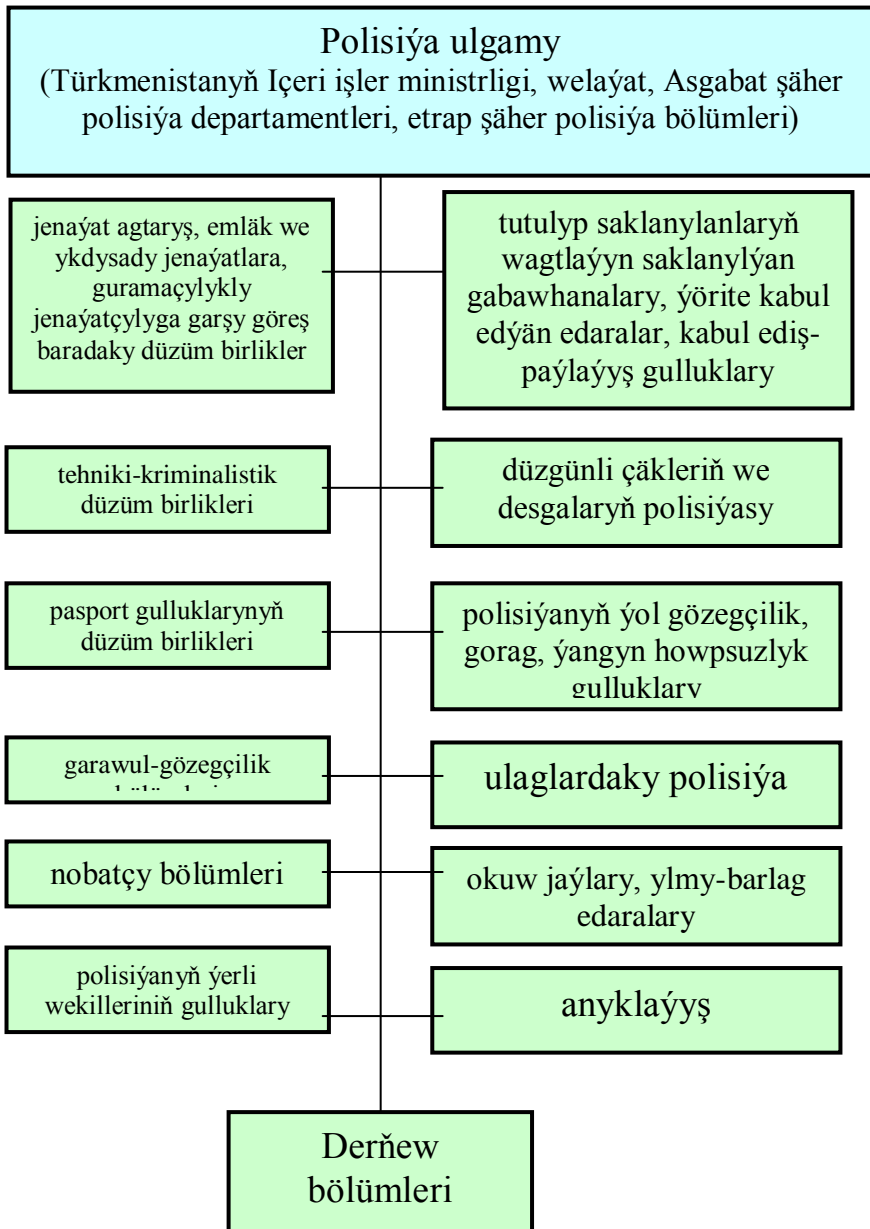 Polisiýa ulgamy
(Türkmenistanyň Içeri işler ministrligi, welaýat, Asgabat şäher
polisiýa departamentleri, etrap şäher polisiýa bölümleri)
jenaýat agtaryş, emläk we
ykdysady jenaýatlara,
guramaçylykly
jenaýatçylyga garşy göreş
baradaky düzüm birlikler
tutulyp saklanylanlaryň
wagtlaýyn saklanylýan
gabawhanalary, ýörite kabul
edýän edaralar, kabul ediş-
paýlaýyş gulluklary
tehniki-kriminalistik
düzüm birlikleri
düzgünli çäkleriň we
desgalaryň polisiýasy
pasport gulluklarynyň
düzüm birlikleri
polisiýanyň ýol gözegçilik,
gorag, ýangyn howpsuzlyk
gulluklary
garawul-gözegçilik
ulaglardaky polisiýa
nobatçy bölümleri
okuw jaýlary, ylmy-barlag
edaralary
polisiýanyň ýerli
wekilleriniň gulluklary
anyklaýyş
Derňew
bölümleri